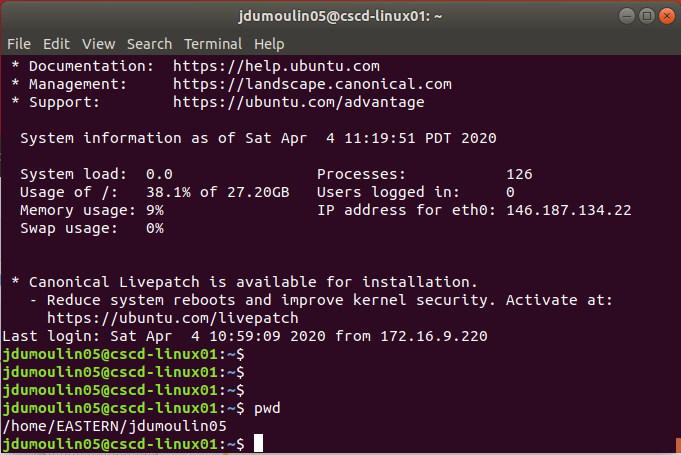 jdumoulin05@cscd-linux01: ~
File Edit View Search Terminal Help
* Documentation:  https://help.ubuntu.com
* Management:     https://landscape.canonical.com
* Support:        https://ubuntu.com/advantage
System information as of Sat Apr  4 11:19:51 PDT 2020
System load:  0.0                Processes:           126
Usage of /:   38.1% of 27.20GB   Users logged in:     0
Memory usage: 9%                 IP address for eth0: 146.187.134.22
Swap usage:   0%
* Canonical Livepatch is available for installation.
- Reduce system reboots and improve kernel security. Activate at:
https://ubuntu.com/livepatch
Last login: Sat Apr  4 10:59:09 2020 from 172.16.9.220
jdumoulin05@cscd-linux01:~$
jdumoulin05@cscd-linux01:~$
jdumoulin05@cscd-linux01:~$
jdumoulin05@cscd-linux01:~$ pwd
/home/EASTERN/jdumoulin05
jdumoulin05@cscd-linux01:~$